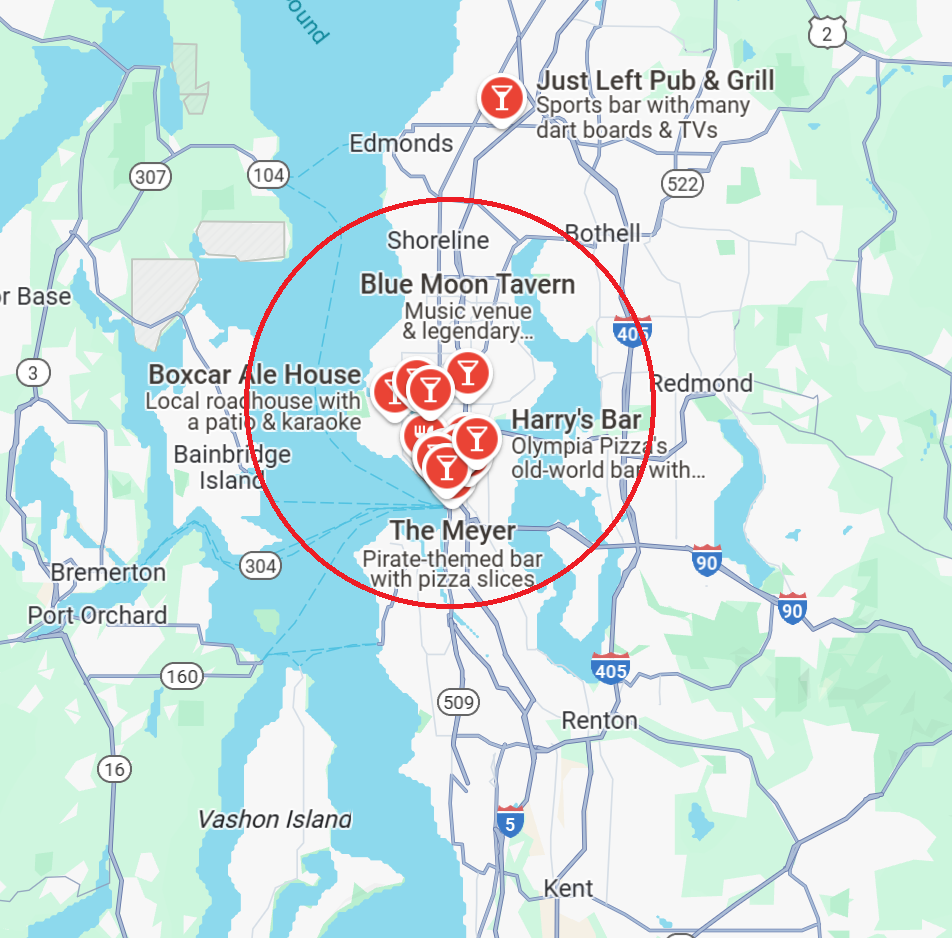 ound
2
Just Left Pub & Grill
Sports bar with many
dart boards & TVs
Edmonds
307
104
522
Shoreline
Bothell
Blue Moon Tavern
Music venue
& legendary...
or Base
405
3
Boxcar Ale House
Local roadhouse with
a patio & karaoke
Redmond
Harry's Bar
Olympia Pizza's
old-world bar with...
Bainbridge
Island
The Meyer
Pirate-themed bar
with pizza slices
304
90
Bremerton
90
Port Orchard
160
405
509
Renton
16
Vashon Island
5
Kent